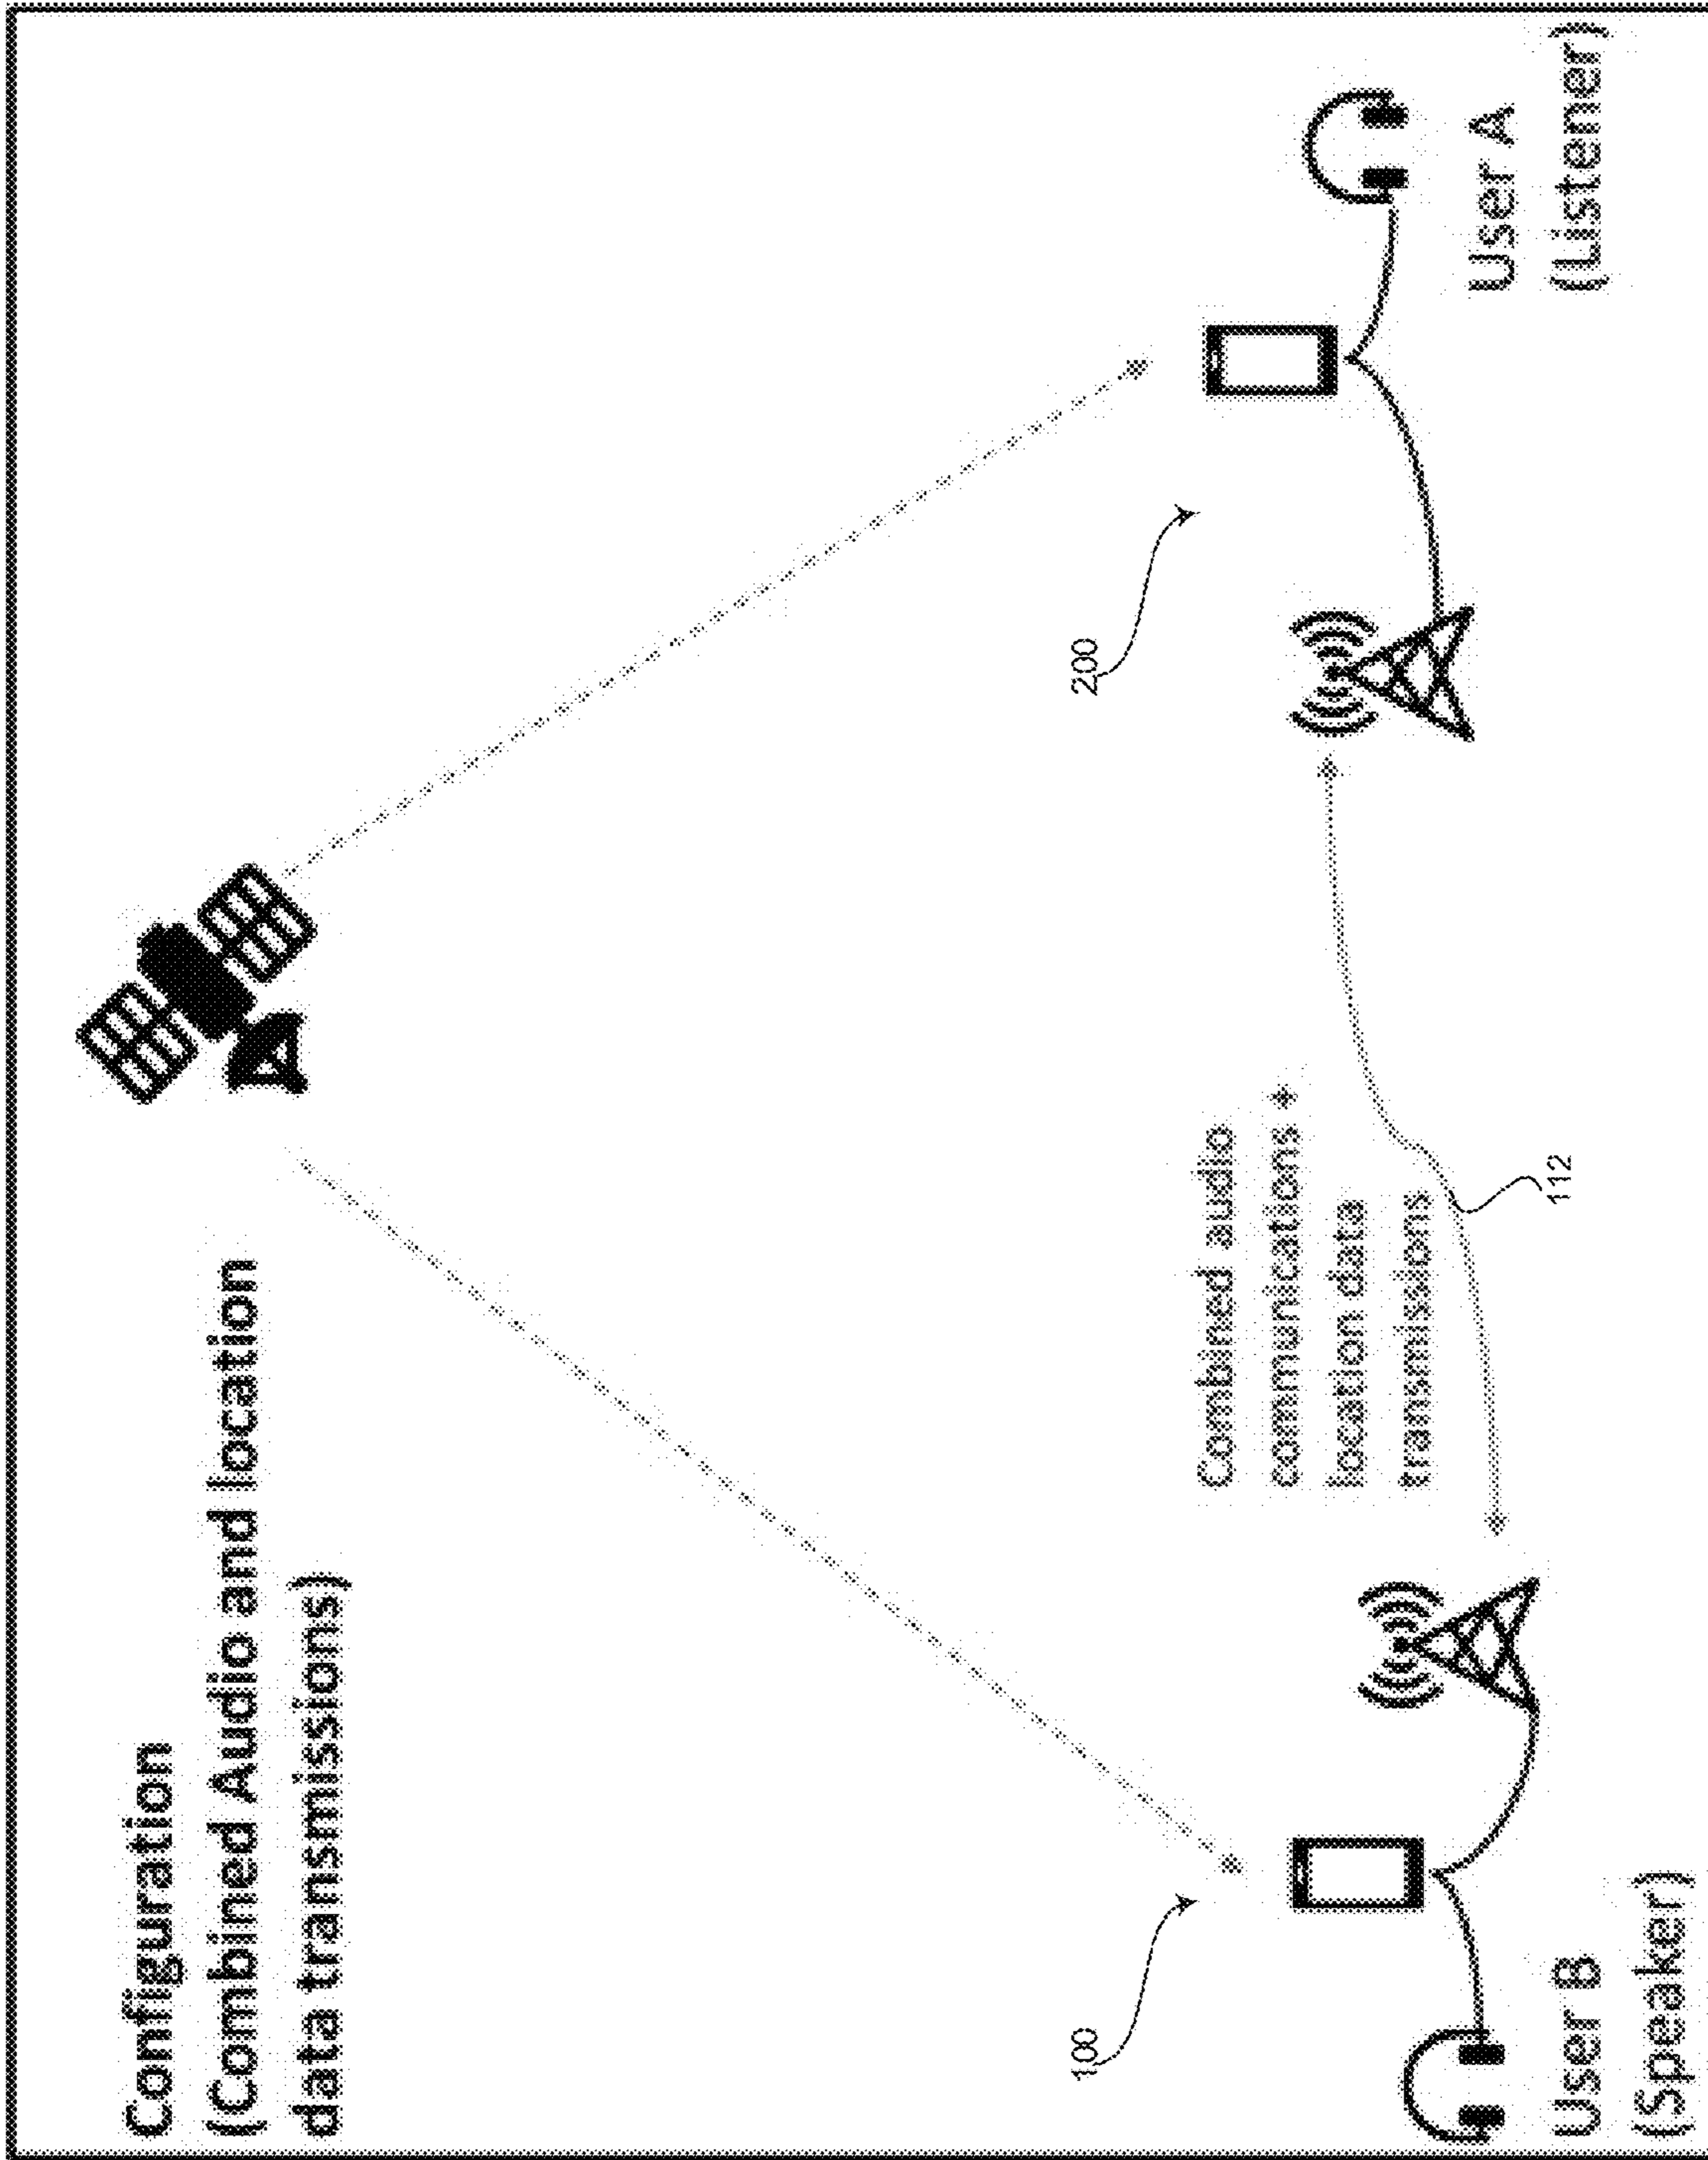 Configuration
(Combined Audio and location
data transmissions)
100
200
Combined audio
communications +
location data
transmissions
112
User B
(Speaker)
User A
(Listener)